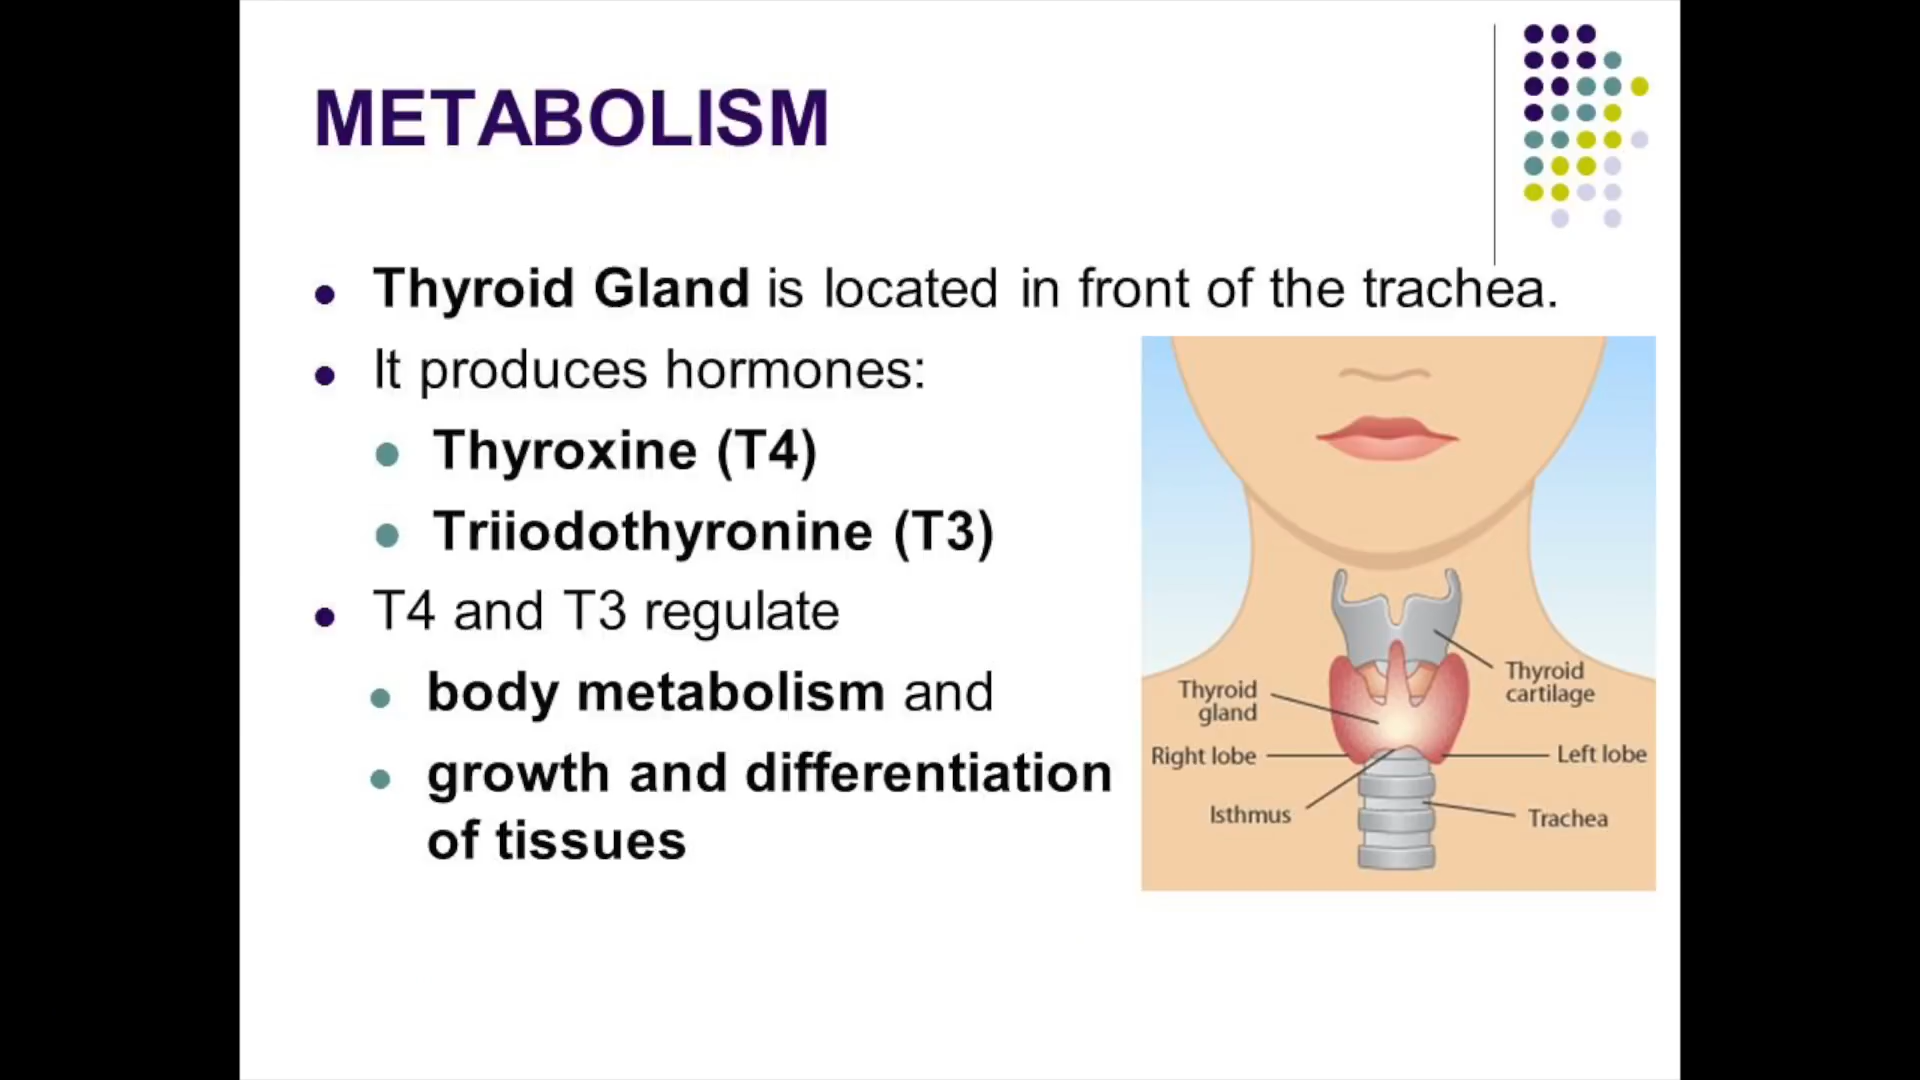 METABOLISM
Thyroid Gland is located in front of the trachea.
It produces hormones:
Thyroxine (T4)
Triiodothyronine (T3)
T4 and T3 regulate
body metabolism and
growth and differentiation
of tissues
Thyroid
cartilage
Thyroid
gland
Right lobe
Left lobe
Isthmus
Trachea